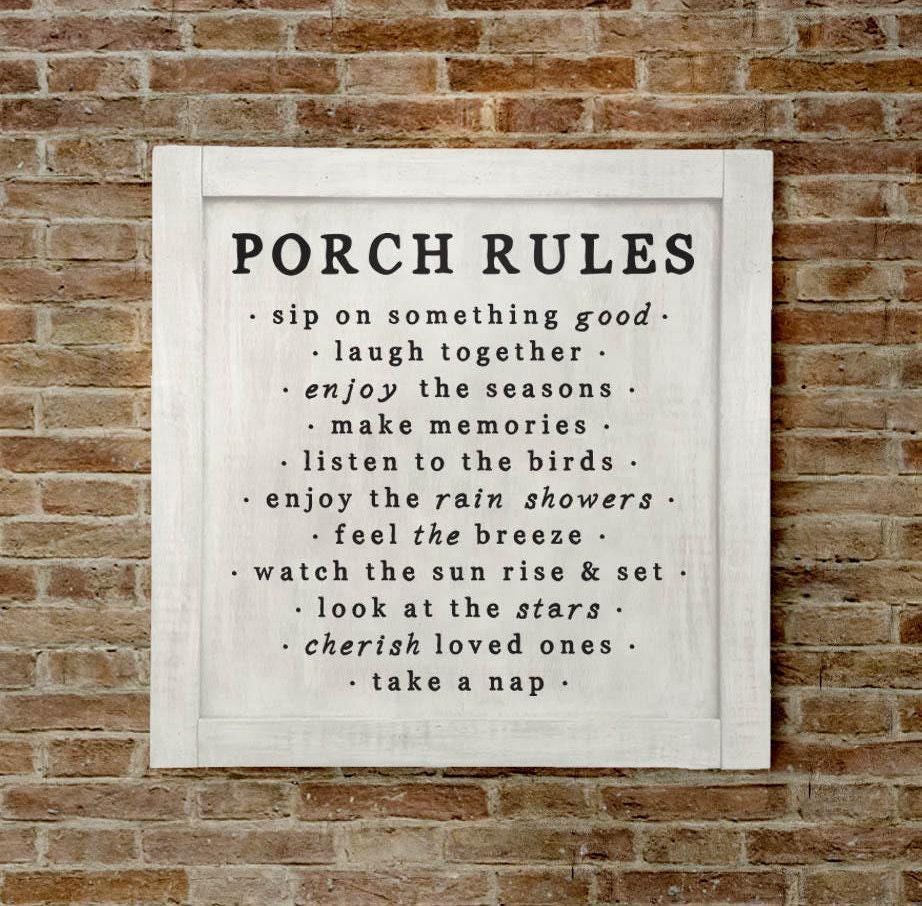 PORCH RULES
· sip on something good ·
· laugh together ·
· enjoy the seasons ·
· make memories ·
· listen to the birds ·
· enjoy the rain showers ·
· feel the breeze ·
· watch the sun rise & set ·
· look at the stars ·
· cherish loved ones ·
· take a nap ·